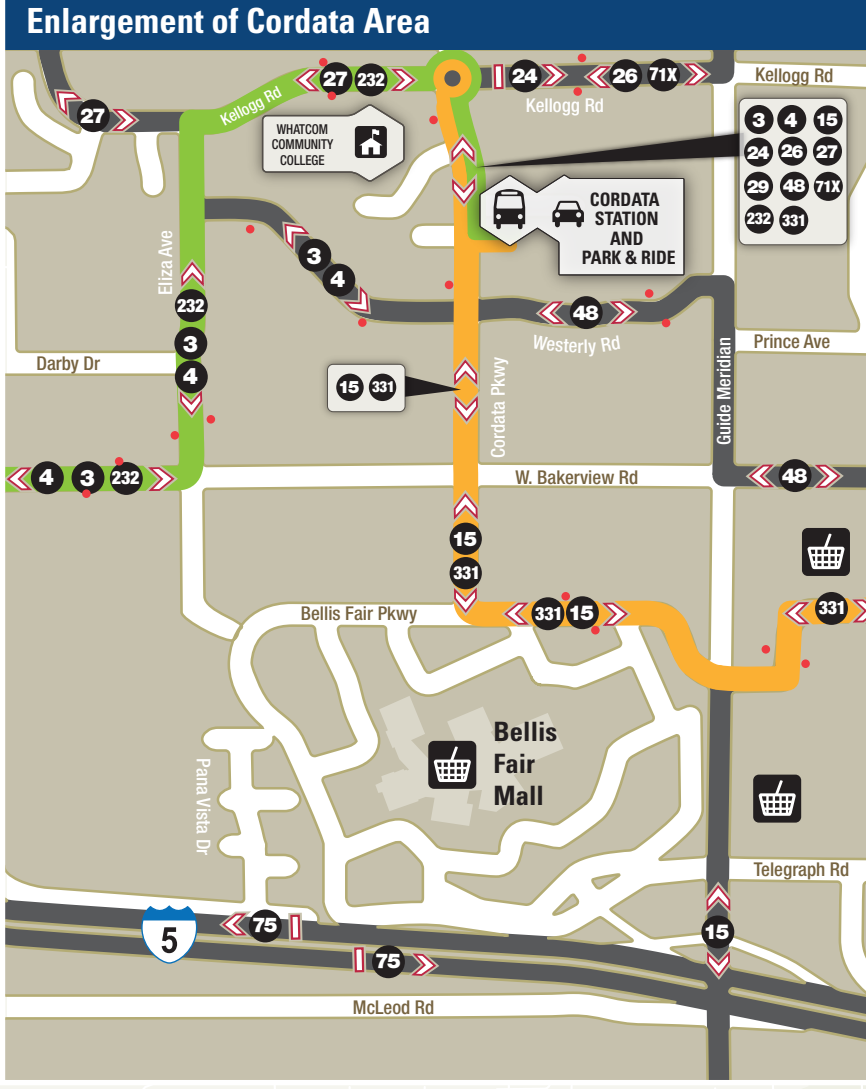 Enlargement of Cordata Area
27
232
24
26
71X
Kellogg Rd
27
Kellogg Rd
Kellogg Rd
3 4 15
24 26 27
29 48 71X
232 331
WHATCOM
COMMUNITY
COLLEGE
CORDATA
STATION
AND
PARK & RIDE
Eliza Ave
3
4
232
3
4
48
Westerly Rd
Prince Ave
Darby Dr
15 331
Cordata Pkwy
Guide Meridian
4 3 232
W. Bakerview Rd
48
15
331
Bellis Fair Pkwy
331 15
331
Bellis
Fair
Mall
Pana Vista Dr
Telegraph Rd
75
5
15
75
McLeod Rd